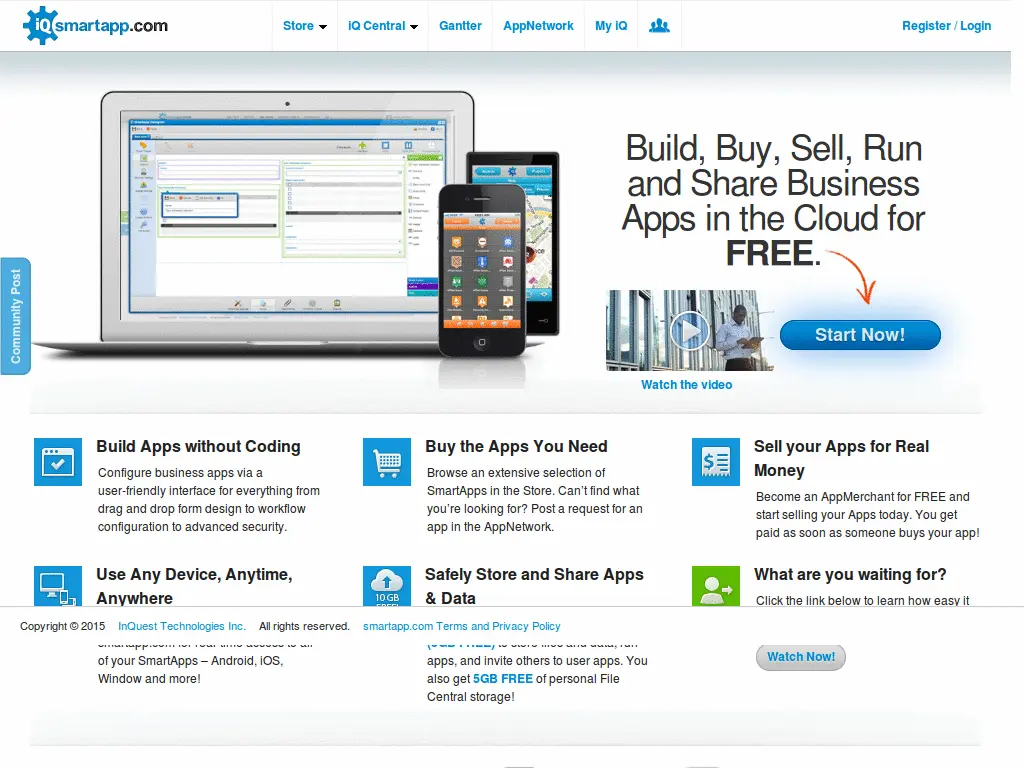 iQsmartapp.com
Store
iQ Central
Gantter
AppNetwork
My iQ
Register / Login
Community Post
Build, Buy, Sell, Run
and Share Business
Apps in the Cloud for
FREE.
Start Now!
Watch the video
Build Apps without Coding
Configure business apps via a
user-friendly interface for everything from
drag and drop form design to workflow
configuration to advanced security.
Buy the Apps You Need
Browse an extensive selection of
SmartApps in the Store. Can't find what
you're looking for? Post a request for an
app in the AppNetwork.
Sell your Apps for Real
Money
Become an AppMerchant for FREE and
start selling your Apps today. You get
paid as soon as someone buys your app!
Use Any Device, Anytime,
Anywhere
10 GB
Safely Store and Share Apps
& Data
What are you waiting for?
Click the link below to learn how easy it
Copyright © 2015 InQuest Technologies Inc. All rights reserved. smartapp.com Terms and Privacy Policy
smartapp.com for real-time access to all
of your SmartApps – Android, iOS,
Window and more!
(5GB FREE) to store files and data, run
apps, and invite others to user apps. You
also get 5GB FREE of personal File
Central storage!
Watch Now!